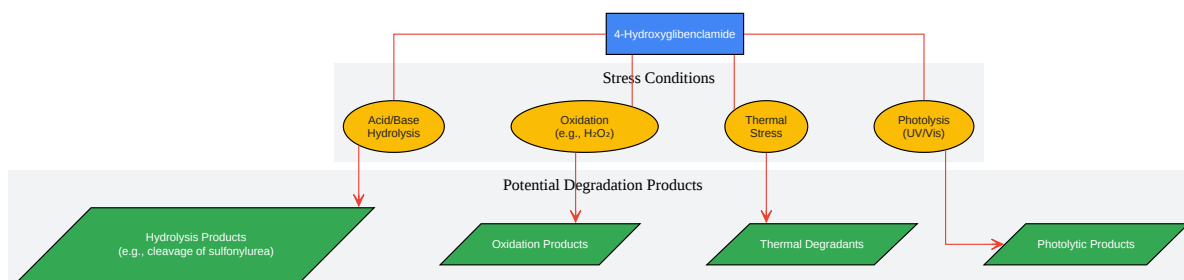 4-Hydroxyglibenclamide
Stress Conditions
Acid/Base
Hydrolysis
Oxidation
(e.g., H₂O₂)
Thermal
Stress
Photolysis
(UV/Vis)
Potential Degradation Products
Hydrolysis Products
(e.g., cleavage of sulfonylurea)
Oxidation Products
Thermal Degradants
Photolytic Products